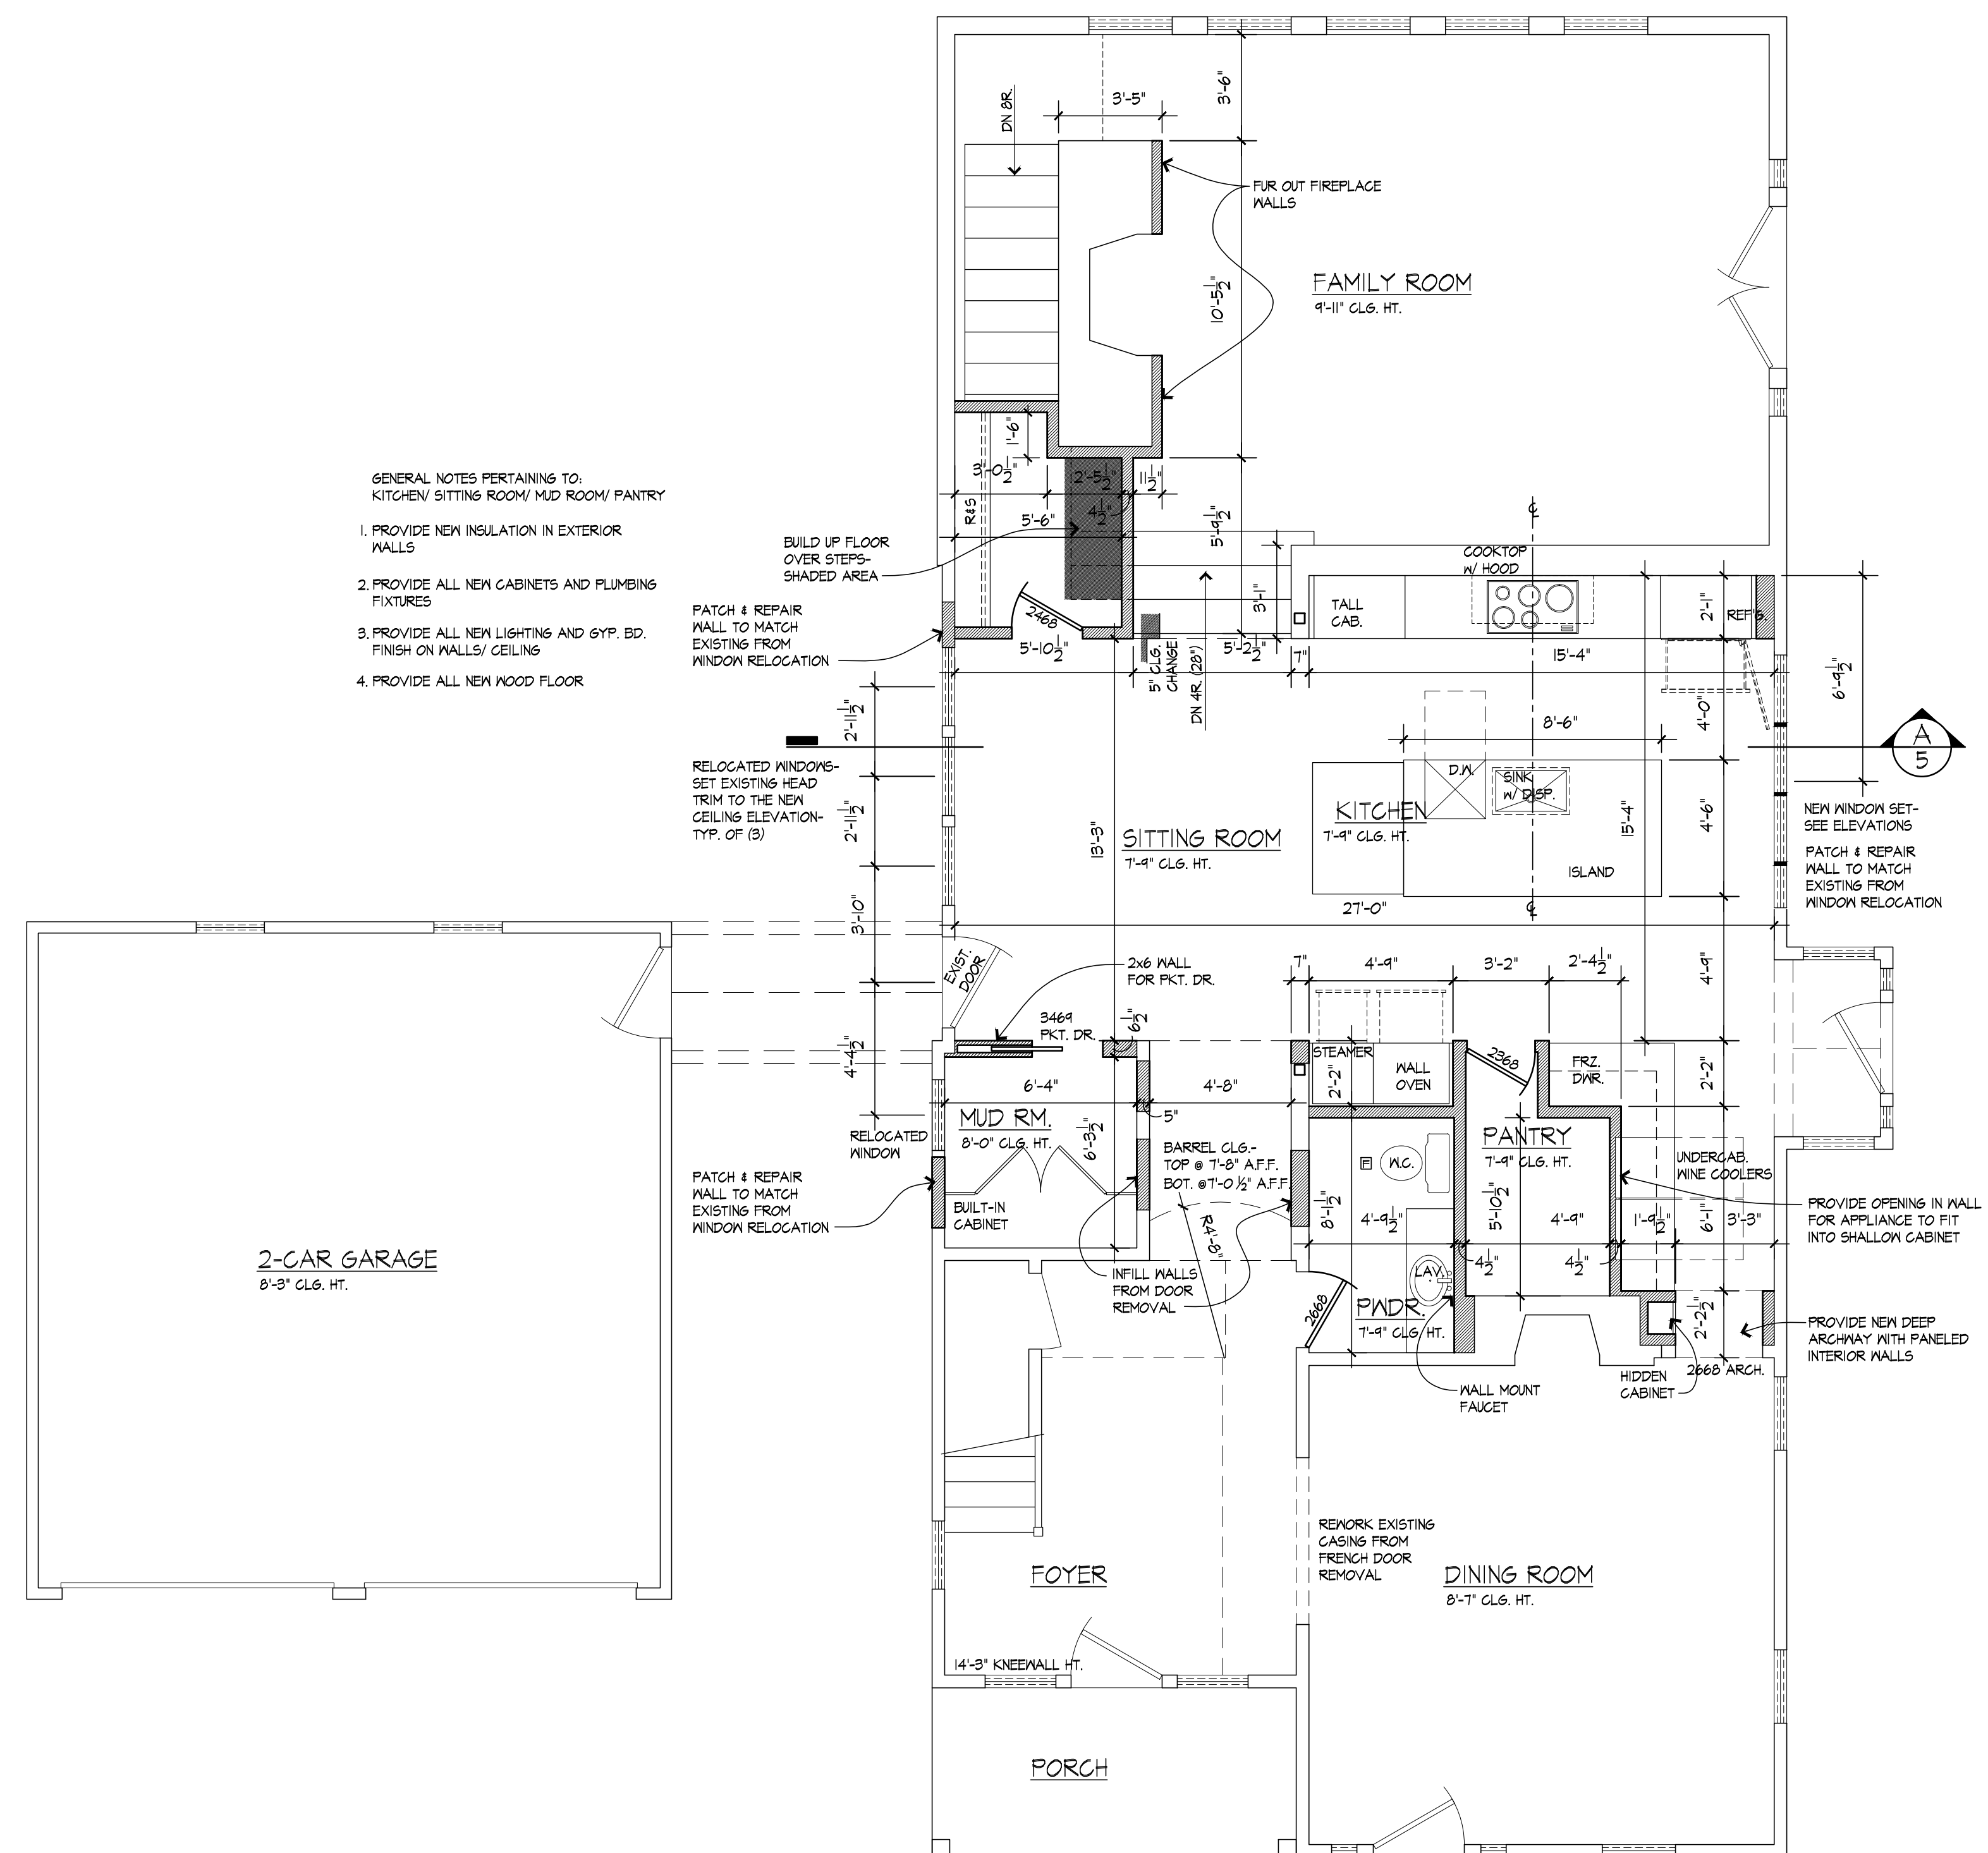 3'-5"
3'-6"
DN 8R.
FUR OUT FIREPLACE
WALLS
FAMILY ROOM
9'-11" CLG. HT.
10'-5 1/2"
1'-6"
GENERAL NOTES PERTAINING TO:
KITCHEN/ SITTING ROOM/ MUD ROOM/ PANTRY
1. PROVIDE NEW INSULATION IN EXTERIOR
WALLS
2. PROVIDE ALL NEW CABINETS AND PLUMBING
FIXTURES
3. PROVIDE ALL NEW LIGHTING AND GYP. BD.
FINISH ON WALLS/ CEILING
4. PROVIDE ALL NEW WOOD FLOOR
3'-0 1/2"
2'-5 1/2"
11 1/2"
R&S
5'-6"
4 1/2"
5'-9 1/2"
BUILD UP FLOOR
OVER STEPS-
SHADED AREA
2468
PATCH & REPAIR
WALL TO MATCH
EXISTING FROM
WINDOW RELOCATION
5'-10 1/2"
5" CLG.
CHANGE
DN 4R. (28")
5'-2 1/2"
3'-1"
7"
15'-4"
COOKTOP
W/ HOOD
TALL
CAB.
2'-1"
REF'G.
6'-9 1/2"
4'-0"
8'-6"
A
5
2'-11 1/2"
2'-11 1/2"
RELOCATED WINDOWS-
SET EXISTING HEAD
TRIM TO THE NEW
CEILING ELEVATION-
TYP. OF (3)
D.W.
SINK
W/ DISP.
KITCHEN
7'-9" CLG. HT.
SITTING ROOM
7'-9" CLG. HT.
13'-3"
15'-4"
4'-6"
ISLAND
NEW WINDOW SET-
SEE ELEVATIONS
PATCH & REPAIR
WALL TO MATCH
EXISTING FROM
WINDOW RELOCATION
27'-0"
3'-10"
EXIST.
DOOR
2x6 WALL
FOR PKT. DR.
7"
4'-9"
3'-2"
2'-4 1/2"
4'-9"
3469
PKT. DR.
6 1/2"
4'-4 1/2"
STEAMER
WALL
OVEN
2'-2"
2368
FRZ.
DWR.
2'-2"
6'-4"
4'-8"
5"
MUD RM.
8'-0" CLG. HT.
6'-3 1/2"
RELOCATED
WINDOW
BARREL CLG.-
TOP @ 7'-8" A.F.F.
BOT. @7'-0 ½" A.F.F.
W.C.
F
PANTRY
7'-9" CLG. HT.
UNDERCAB.
WINE COOLERS
PATCH & REPAIR
WALL TO MATCH
EXISTING FROM
WINDOW RELOCATION
BUILT-IN
CABINET
R4'-8"
8'-1 1/2"
4'-9 1/2"
5'-10 1/2"
4'-9"
1'-9 1/2"
6'-1"
3'-3"
PROVIDE OPENING IN WALL
FOR APPLIANCE TO FIT
INTO SHALLOW CABINET
4 1/2"
4 1/2"
2-CAR GARAGE
8'-3" CLG. HT.
INFILL WALLS
FROM DOOR
REMOVAL
LAV.
2668
PWDR.
7'-9" CLG. HT.
2'-2 1/2"
PROVIDE NEW DEEP
ARCHWAY WITH PANELED
INTERIOR WALLS
HIDDEN
CABINET
2668 ARCH.
WALL MOUNT
FAUCET
REWORK EXISTING
CASING FROM
FRENCH DOOR
REMOVAL
FOYER
DINING ROOM
8'-7" CLG. HT.
14'-3" KNEEWALL HT.
PORCH